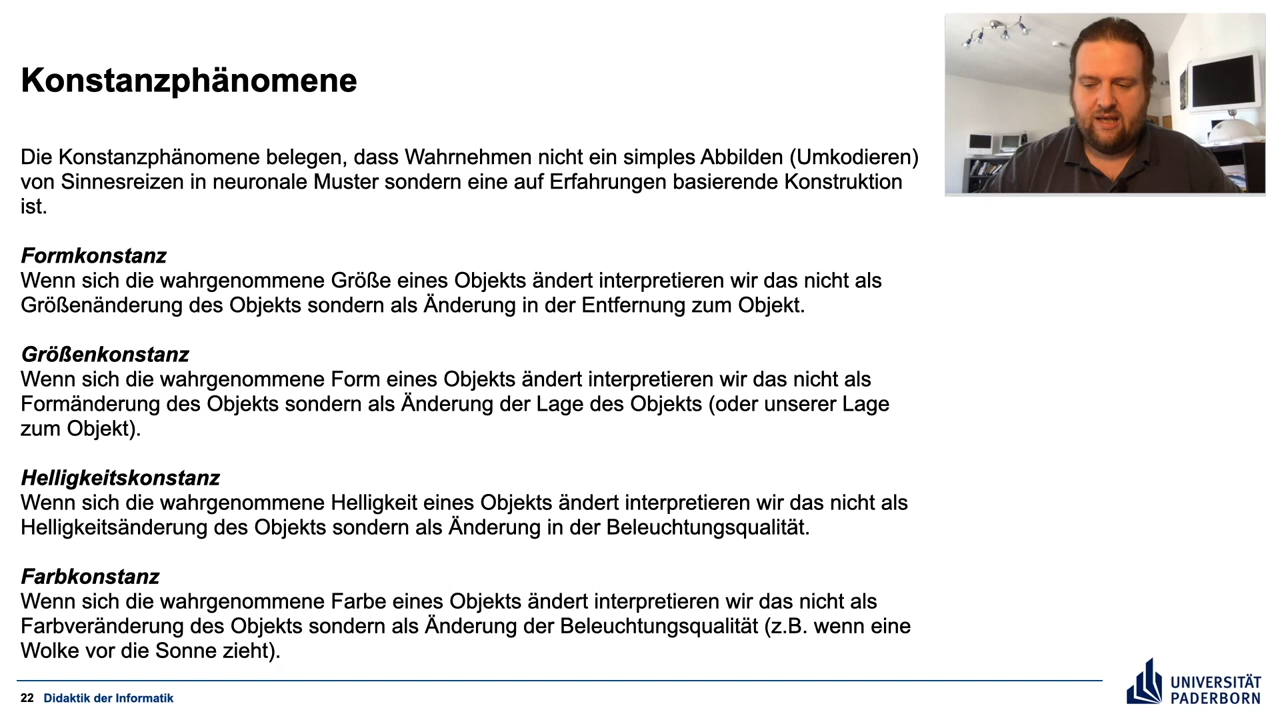 Konstanzphänomene
Die Konstanzphänomene belegen, dass Wahrnehmen nicht ein simples Abbilden (Umkodieren)
von Sinnesreizen in neuronale Muster sondern eine auf Erfahrungen basierende Konstruktion
ist.
Formkonstanz
Wenn sich die wahrgenommene Größe eines Objekts ändert interpretieren wir das nicht als
Größenänderung des Objekts sondern als Änderung in der Entfernung zum Objekt.
Größenkonstanz
Wenn sich die wahrgenommene Form eines Objekts ändert interpretieren wir das nicht als
Formänderung des Objekts sondern als Änderung der Lage des Objekts (oder unserer Lage
zum Objekt).
Helligkeitskonstanz
Wenn sich die wahrgenommene Helligkeit eines Objekts ändert interpretieren wir das nicht als
Helligkeitsänderung des Objekts sondern als Änderung in der Beleuchtungsqualität.
Farbkonstanz
Wenn sich die wahrgenommene Farbe eines Objekts ändert interpretieren wir das nicht als
Farbveränderung des Objekts sondern als Änderung der Beleuchtungsqualität (z.B. wenn eine
Wolke vor die Sonne zieht).
22 Didaktik der Informatik
UNIVERSITÄT
PADERBORN